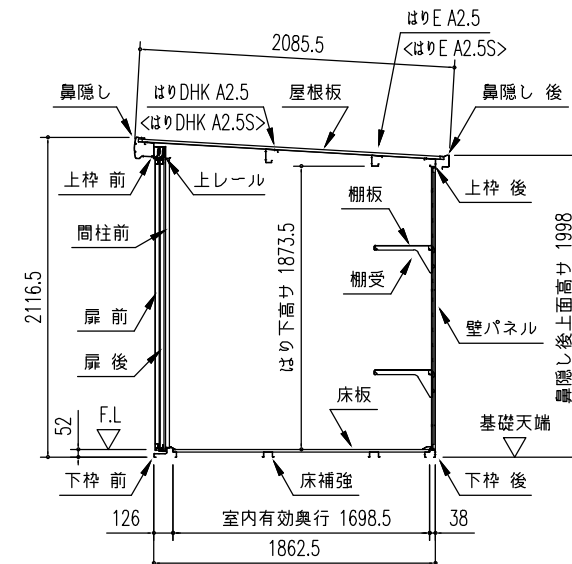 はりE A2.5
<はりE A2.5S>
2085.5
鼻隠し
はりDHK A2.5
<はりDHK A2.5S>
屋根板
鼻隠し 後
上枠 前
上レール
上枠 後
間柱前
棚板
棚受
はり下高サ 1873.5
2116.5
扉 前
扉 後
壁パネル
鼻隠し後上面高サ 1998
床板
F.L
52
基礎天端
下枠 前
床補強
下枠 後
126
室内有効奥行 1698.5
38
1862.5